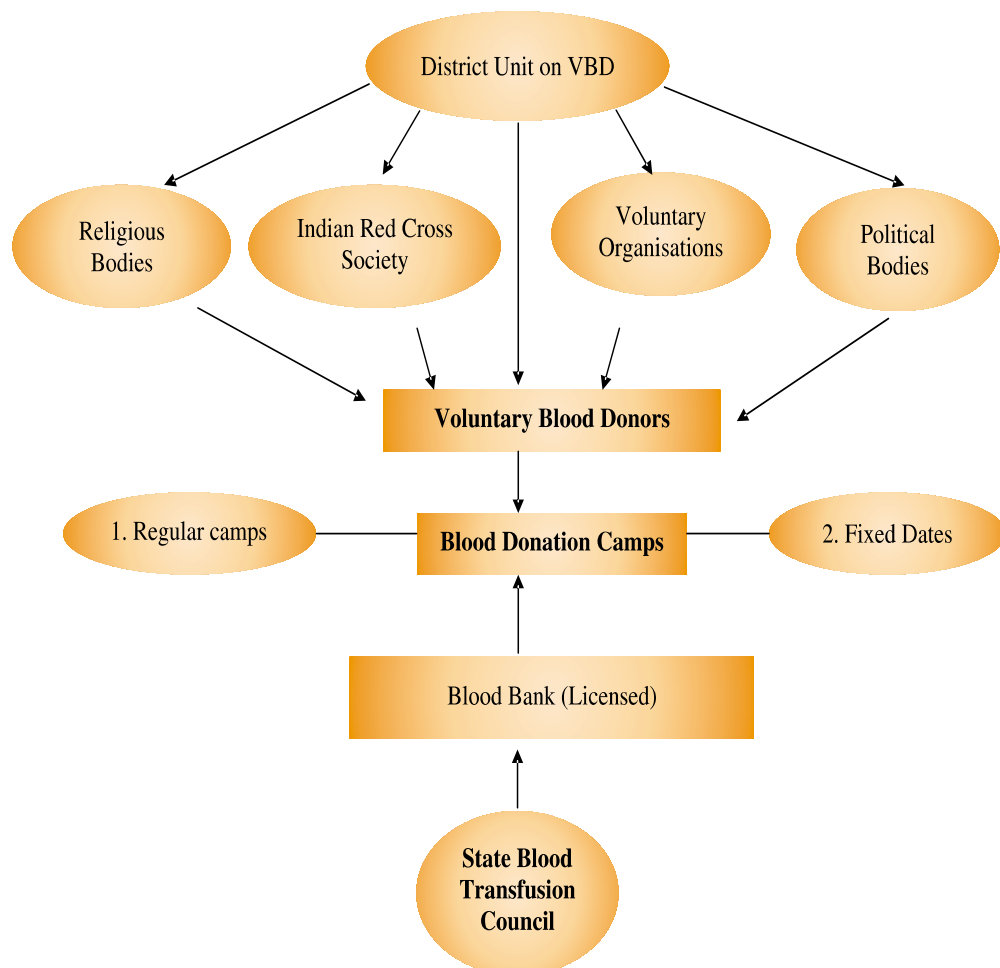 District Unit on VBD
Religious
Bodies
Indian Red Cross
Society
Voluntary
Organisations
Political
Bodies
Voluntary Blood Donors
1. Regular camps
Blood Donation Camps
2. Fixed Dates
Blood Bank (Licensed)
State Blood
Transfusion
Council